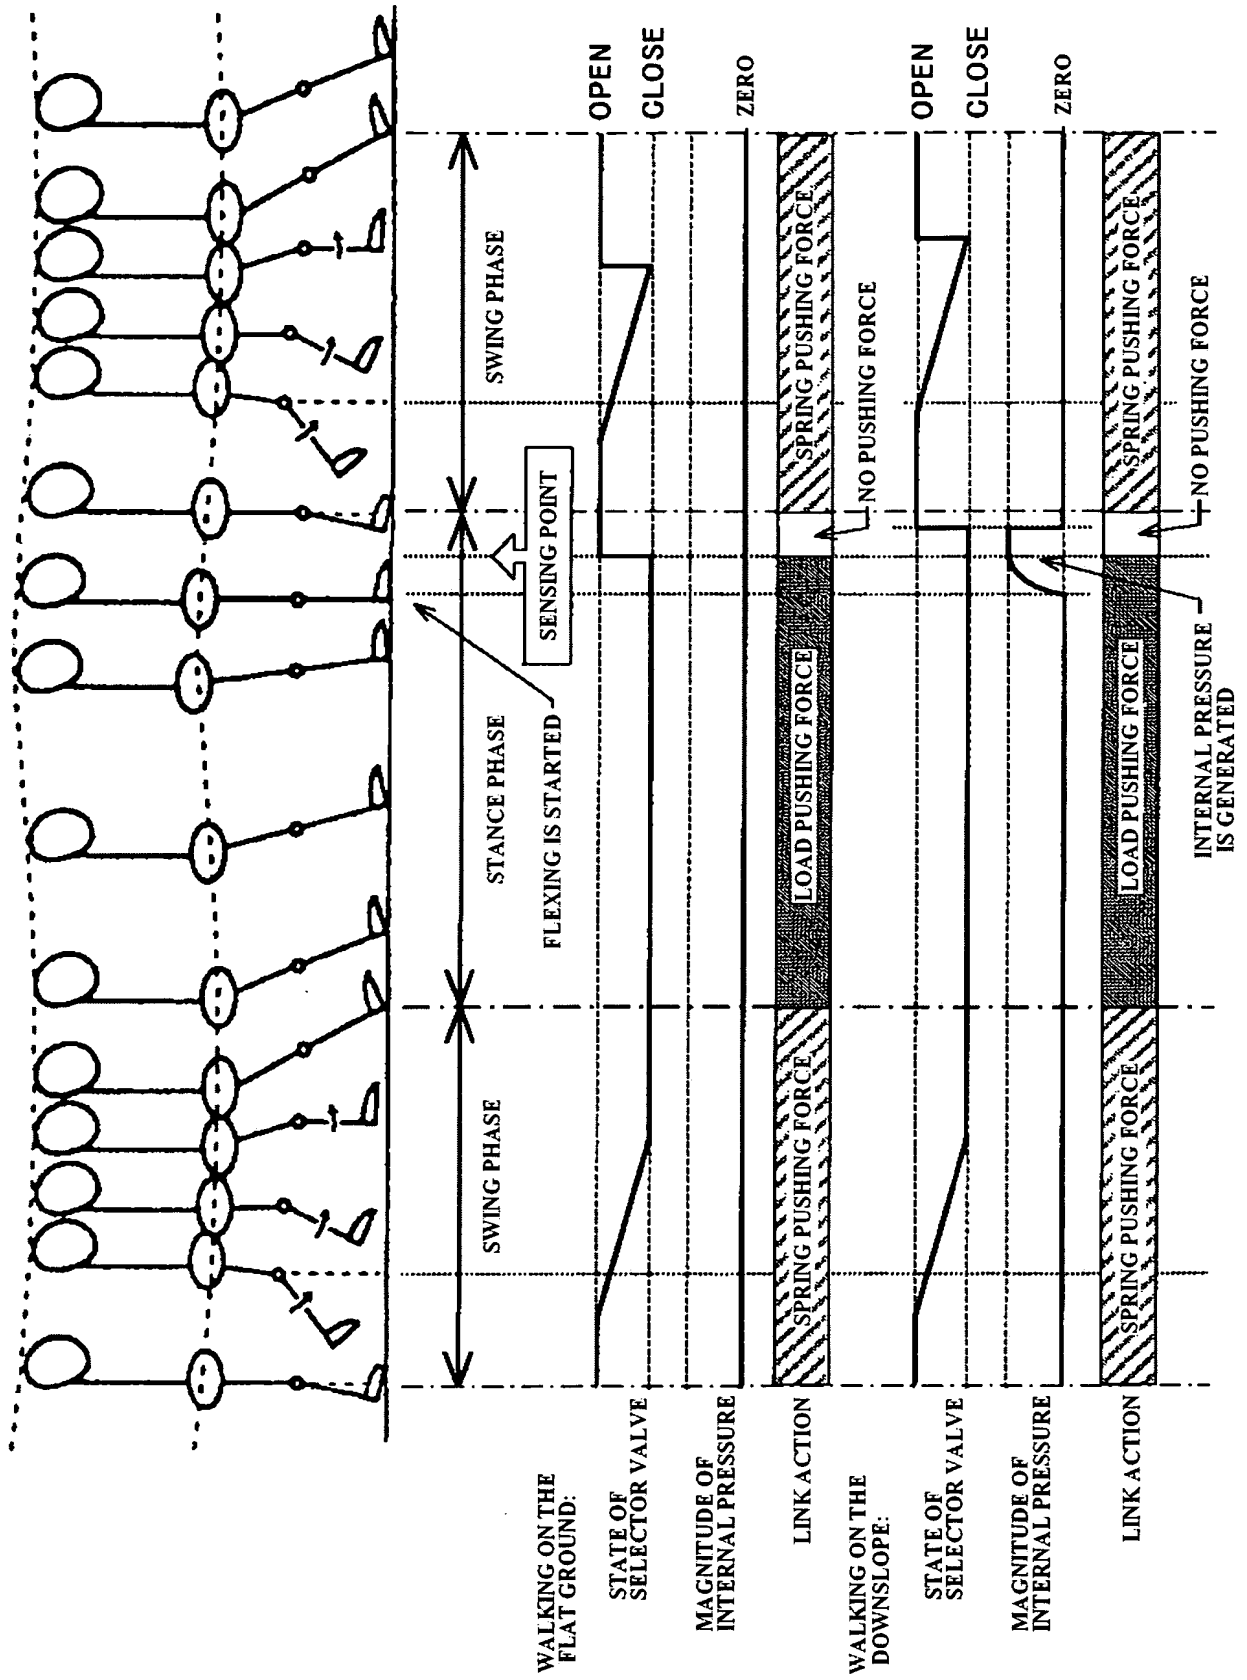 SWING PHASE
STANCE PHASE
SWING PHASE
FLEXING IS STARTED
SENSING POINT
WALKING ON THE
FLAT GROUND:
STATE OF
SELECTOR VALVE
OPEN
CLOSE
MAGNITUDE OF
INTERNAL PRESSURE
ZERO
LINK ACTION
SPRING PUSHING FORCE
LOAD PUSHING FORCE
SPRING PUSHING FORCE
NO PUSHING FORCE
WALKING ON THE
DOWNSLOPE:
STATE OF
SELECTOR VALVE
OPEN
CLOSE
MAGNITUDE OF
INTERNAL PRESSURE
ZERO
LINK ACTION
SPRING PUSHING FORCE
LOAD PUSHING FORCE
SPRING PUSHING FORCE
INTERNAL PRESSURE
IS GENERATED
NO PUSHING FORCE